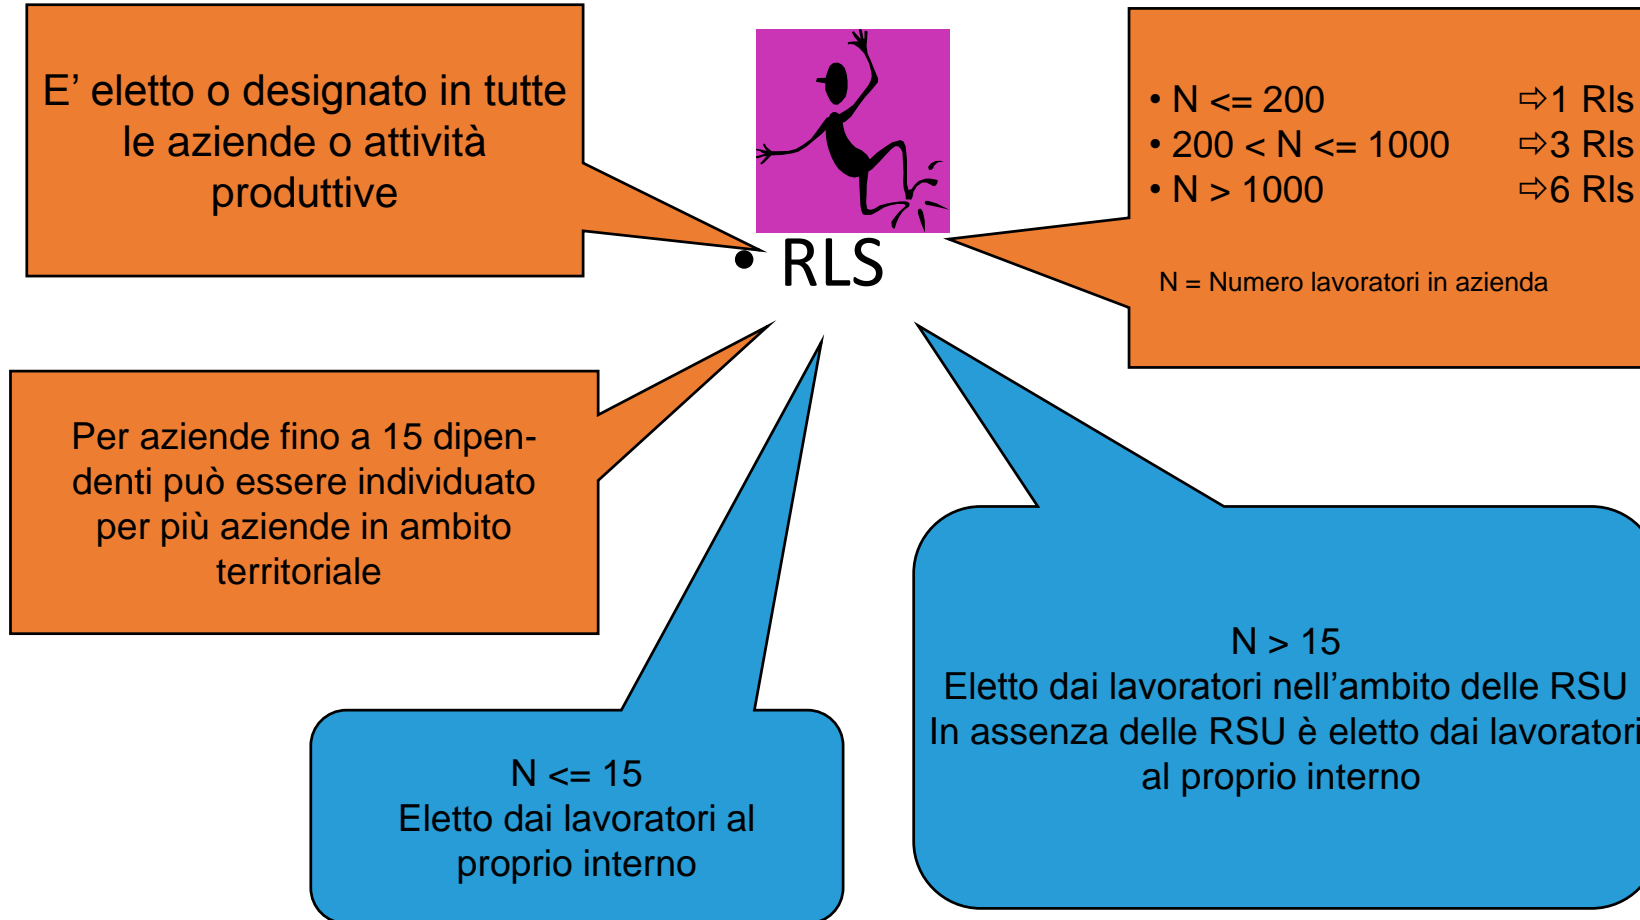 E’ eletto o designato in tutte
le aziende o attività
produttive
• N <= 200 ⇨1 Rls
• 200 < N <= 1000 ⇨3 Rls
• N > 1000 ⇨6 Rls
N = Numero lavoratori in azienda
• RLS
Per aziende fino a 15 dipen-
denti può essere individuato
per più aziende in ambito
territoriale
N <= 15
Eletto dai lavoratori al
proprio interno
N > 15
Eletto dai lavoratori nell’ambito delle RSU
In assenza delle RSU è eletto dai lavoratori
al proprio interno